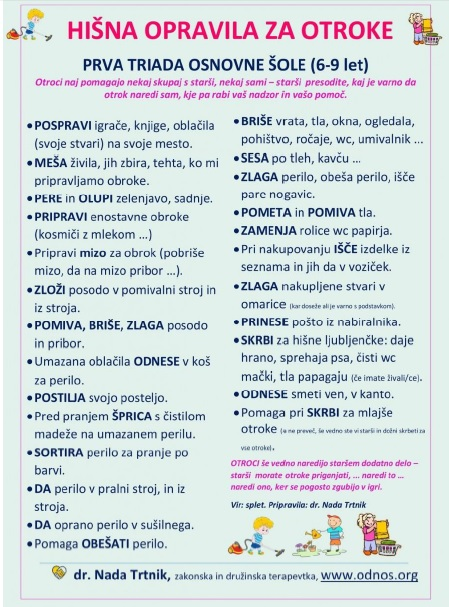 HIŠNA OPRAVILA ZA OTROKE
PRVA TRIADA OSNOVNE ŠOLE (6-9 let)
Otroci naj pomagajo nekaj skupaj s starši, nekaj sami – starši presodite, kaj je varno da
otrok naredi sam, kje pa rabi vaš nadzor in vašo pomoč.
• POSPRAVI igrače, knjige, oblačila
(svoje stvari) na svoje mesto.
• MEŠA živila, jih zbira, tehta, ko mi
pripravljamo obroke.
• PERE in OLUPI zelenjavo, sadnje.
• PRIPRAVI enostavne obroke
(kosmiči z mlekom ...)
• Pripravi mizo za obrok (pobriše
mizo, da na mizo pribor ...).
• ZLOŽI posodo v pomivalni stroj in
iz stroja.
• POMIVA, BRIŠE, ZLAGA posodo
in pribor.
• Umazana oblačila ODNESE v koš
za perilo.
• POSTILJA svojo posteljo.
• Pred pranjem ŠPRICA s čistilom
madeže na umazanem perilu.
• SORTIRA perilo za pranje po
barvi.
• DA perilo v pralni stroj, in iz
stroja.
• DA oprano perilo v sušilnega.
• Pomaga OBEŠATI perilo.
• BRIŠE vrata, tla, okna, ogledala,
pohištvo, ročaje, wc, umivalnik ...
• SESA po tleh, kavču ...
• ZLAGA perilo, obeša perilo, išče
pare nogavic.
• POMETA in POMIVA tla.
• ZAMENJA rolice wc papirja.
• Pri nakupovanju IŠČE izdelke iz
seznama in jih da v voziček.
• ZLAGA nakupljene stvari v
omarice (kar doseže ali je varno s podstavkom).
• PRINESE pošto iz nabiralnika.
• SKRBI za hišne ljubljenčke: daje
hrano, sprehaja psa, čisti wc
mački, tla papagaju (če imate živali/ce).
• ODNESE smeti ven, v kanto.
• Pomaga pri SKRBI za mlajše
otroke (a ne preveč, še vedno ste vi starši in dožni skrbeti za
vse otroke).
OTROCI še vedno naredijo staršem dodatno delo –
starši morate otroke priganjati, ... naredi to ...
naredi ono, ker se pogosto zgubijo v igri.
Vir: splet. Pripravila: dr. Nada Trtnik
dr. Nada Trtnik, zakonska in družinska terapevtka, www.odnos.org